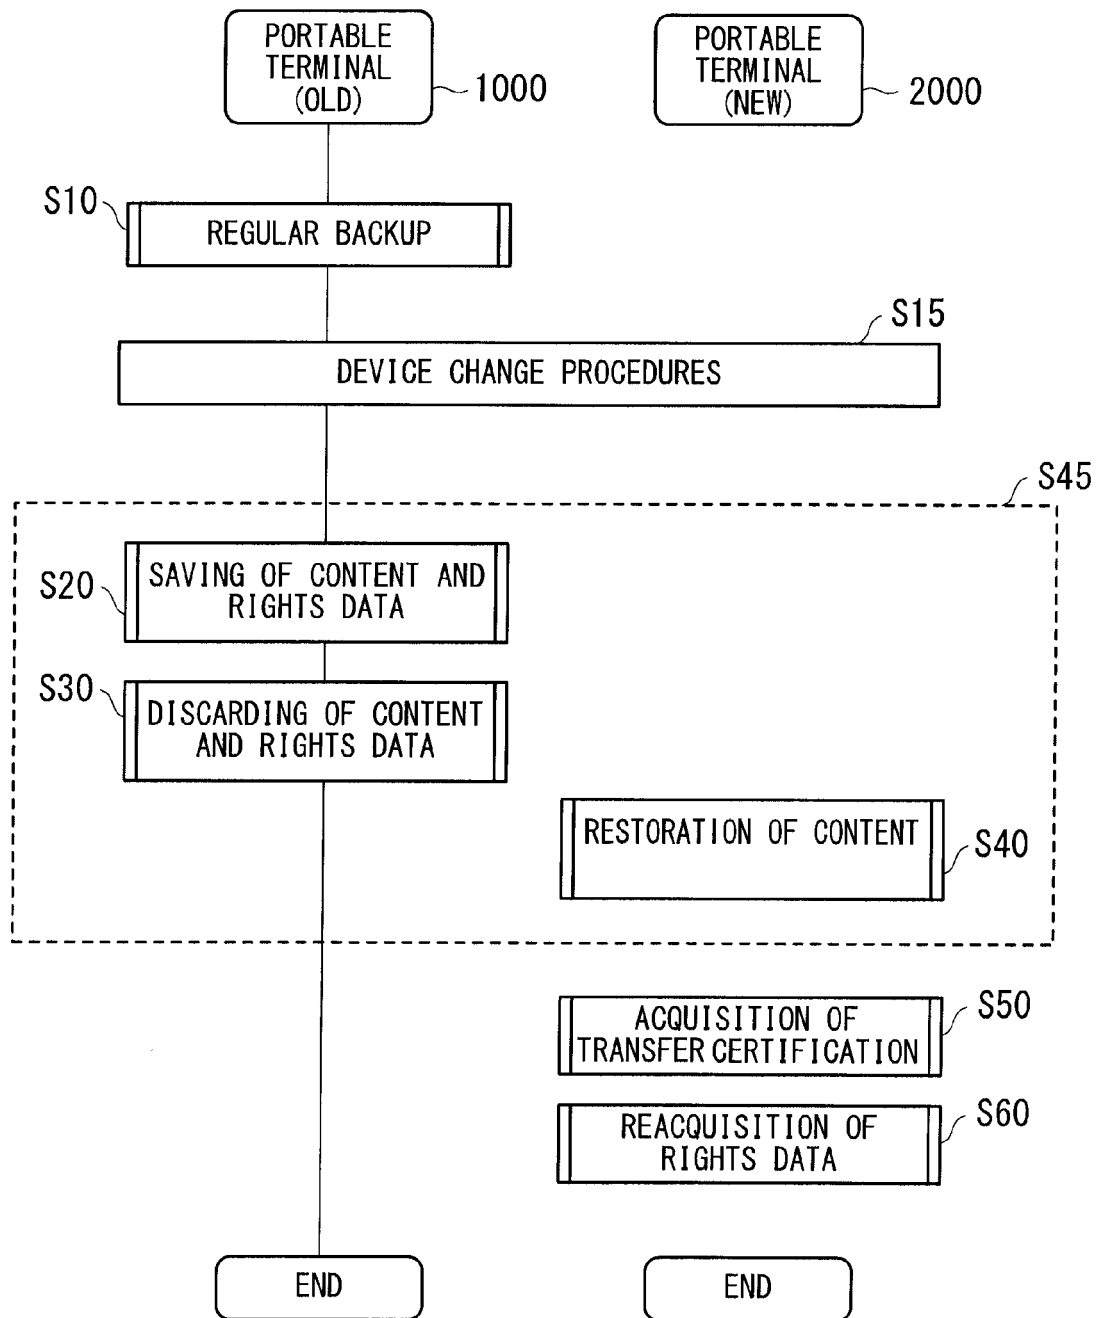 PORTABLE
TERMINAL
(OLD)
1000
PORTABLE
TERMINAL
(NEW)
2000
S10
REGULAR BACKUP
S15
DEVICE CHANGE PROCEDURES
S45
S20
SAVING OF CONTENT AND
RIGHTS DATA
S30
DISCARDING OF CONTENT
AND RIGHTS DATA
RESTORATION OF CONTENT
S40
S50
ACQUISITION OF
TRANSFER CERTIFICATION
S60
REACQUISITION OF
RIGHTS DATA
END
END